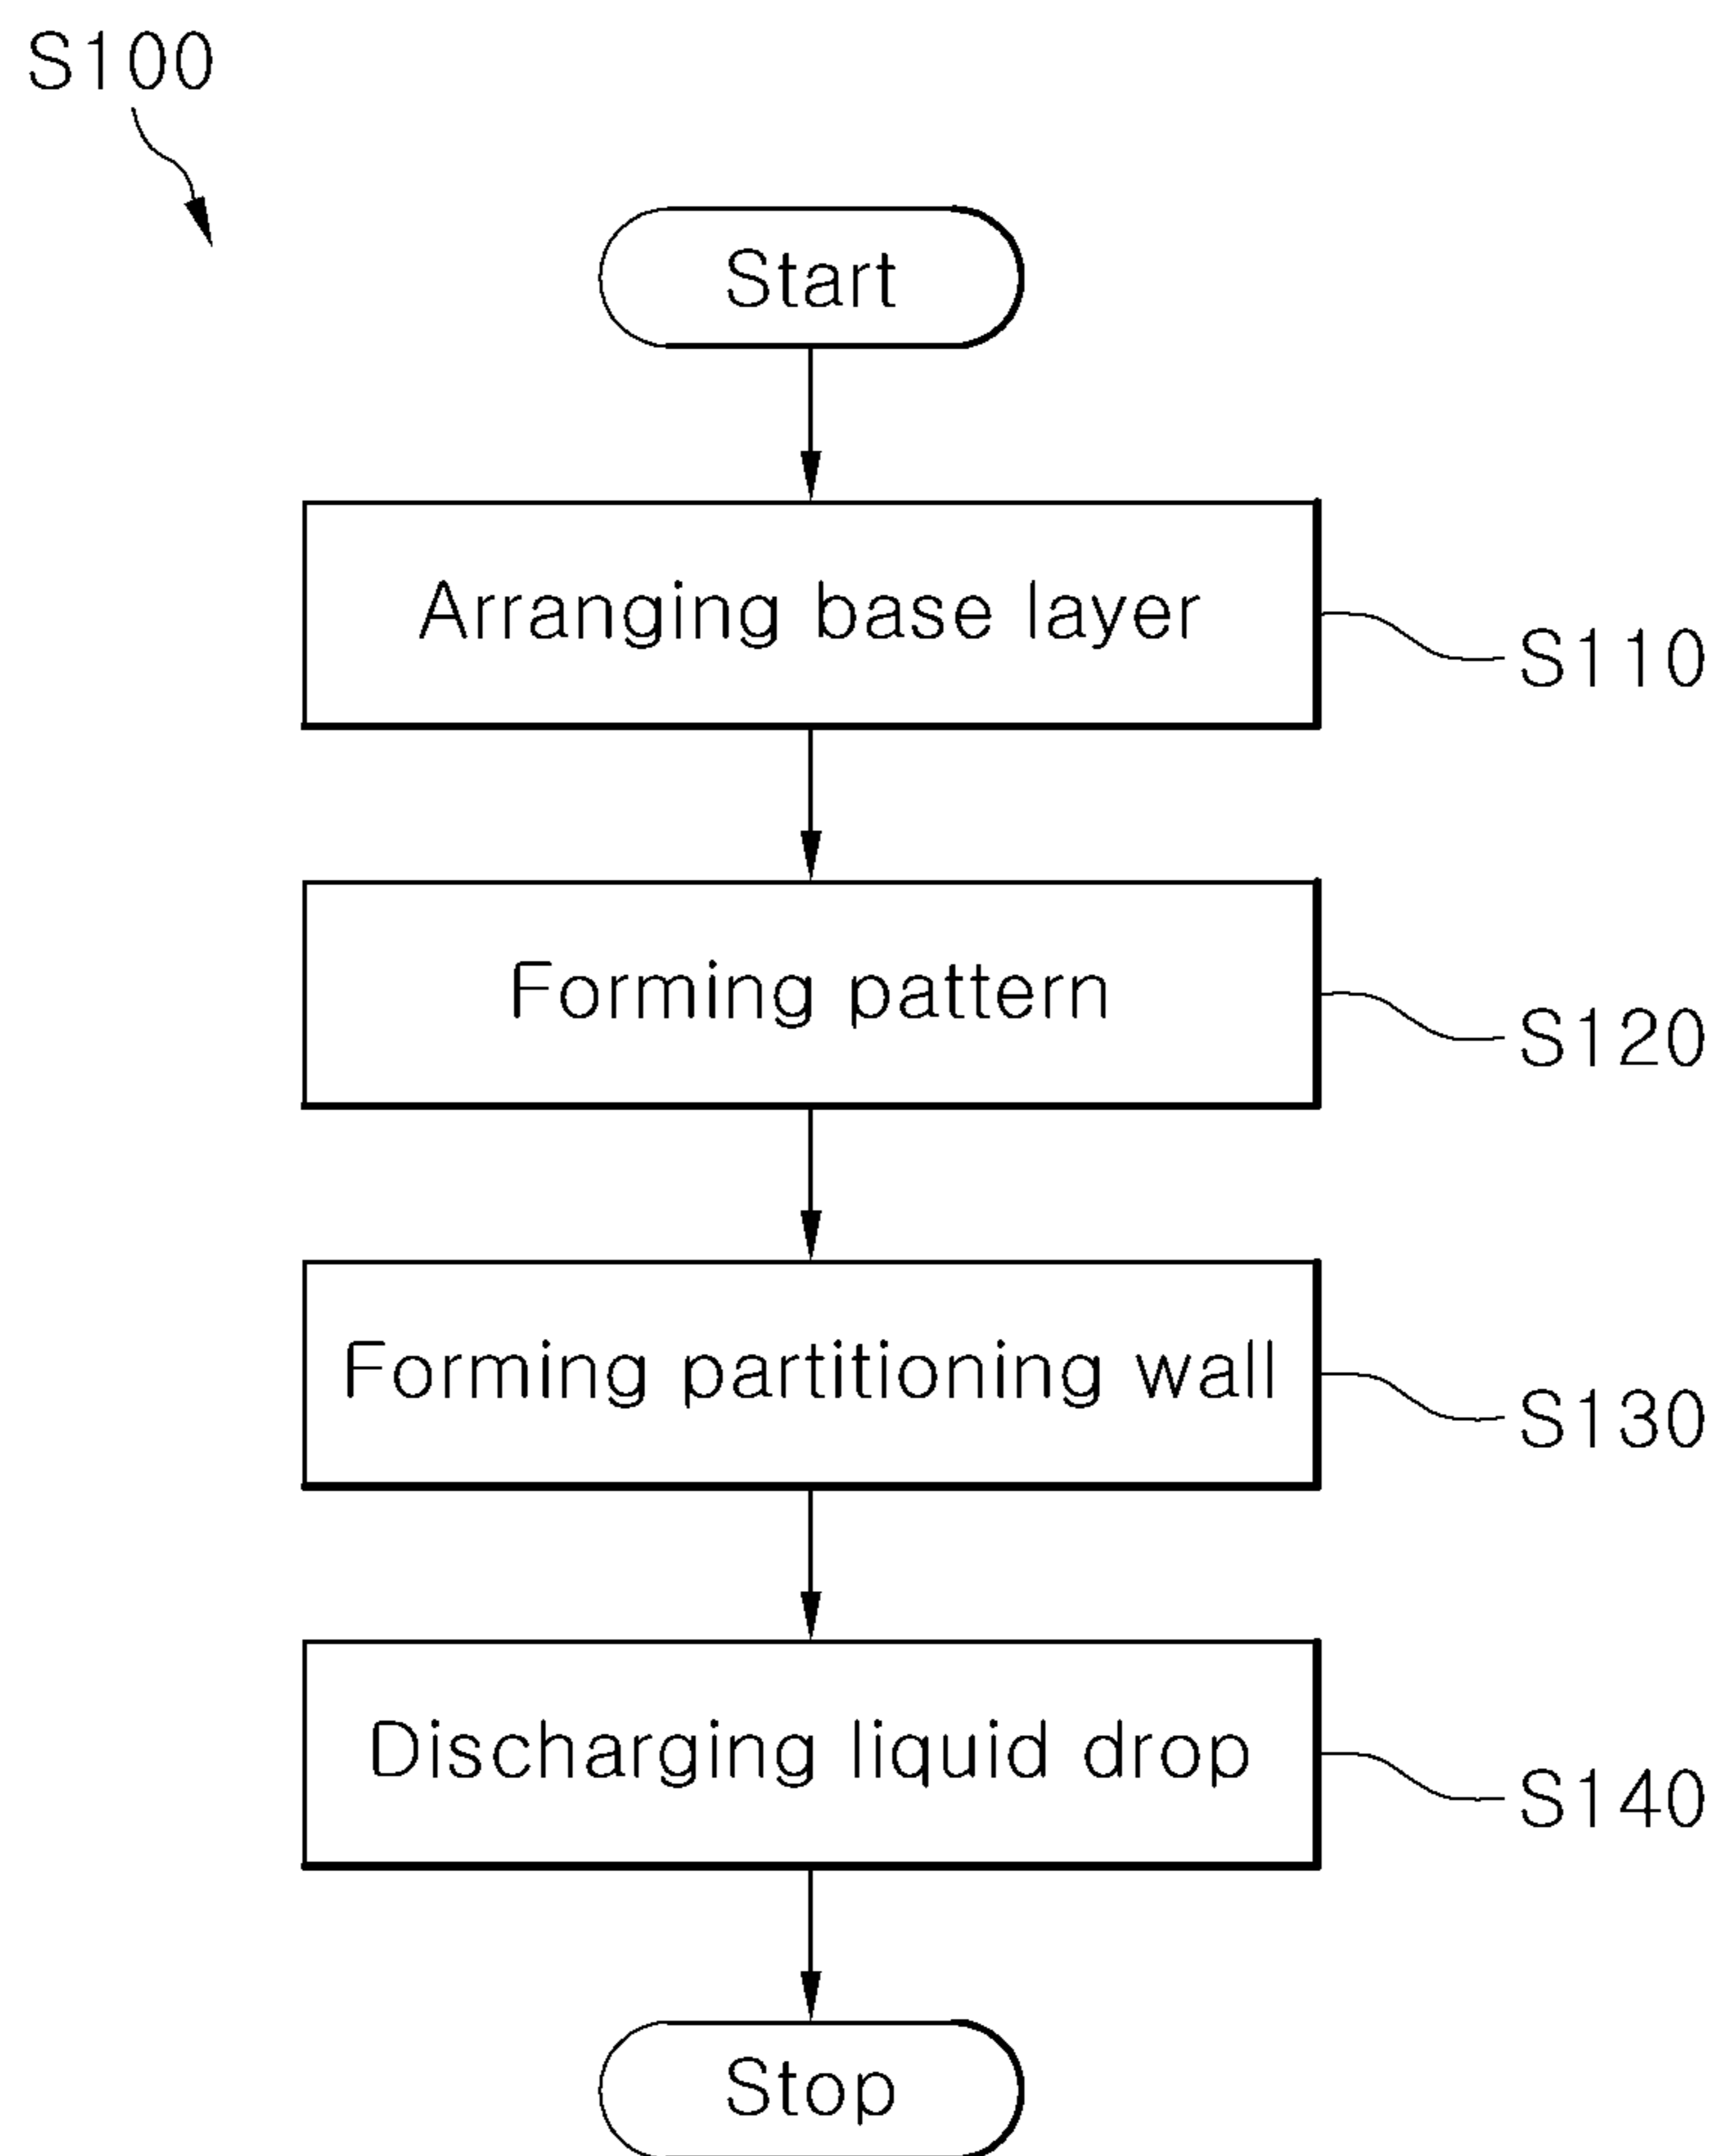 S100
Start
Arranging base layer
S110
Forming pattern
S120
Forming partitioning wall
S130
Discharging liquid drop
S140
Stop